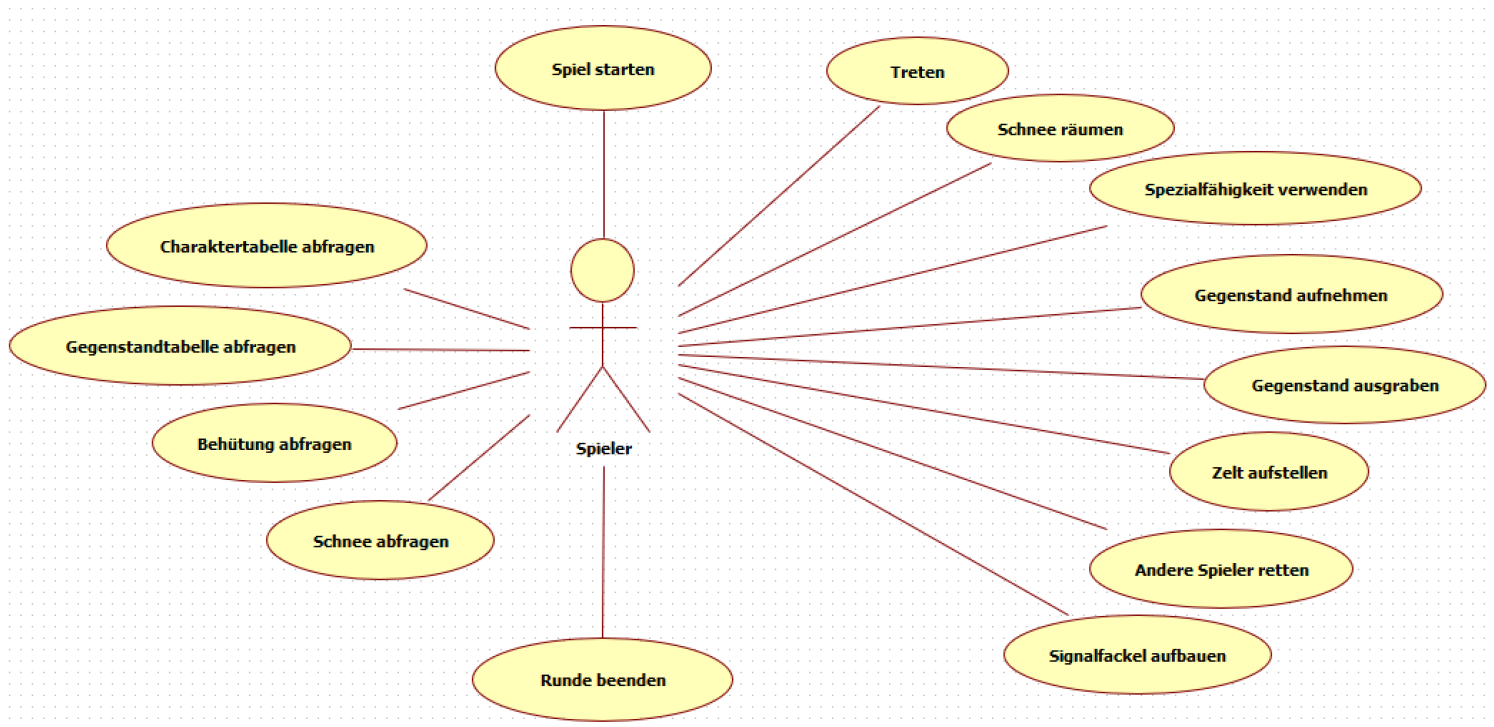 Spiel starten
Treten
Schnee räumen
Spezialfähigkeit verwenden
Charaktertabelle abfragen
Gegenstand aufnehmen
Gegenstandtabelle abfragen
Gegenstand ausgraben
Behütung abfragen
Spieler
Zelt aufstellen
Schnee abfragen
Andere Spieler retten
Signalfackel aufbauen
Runde beenden